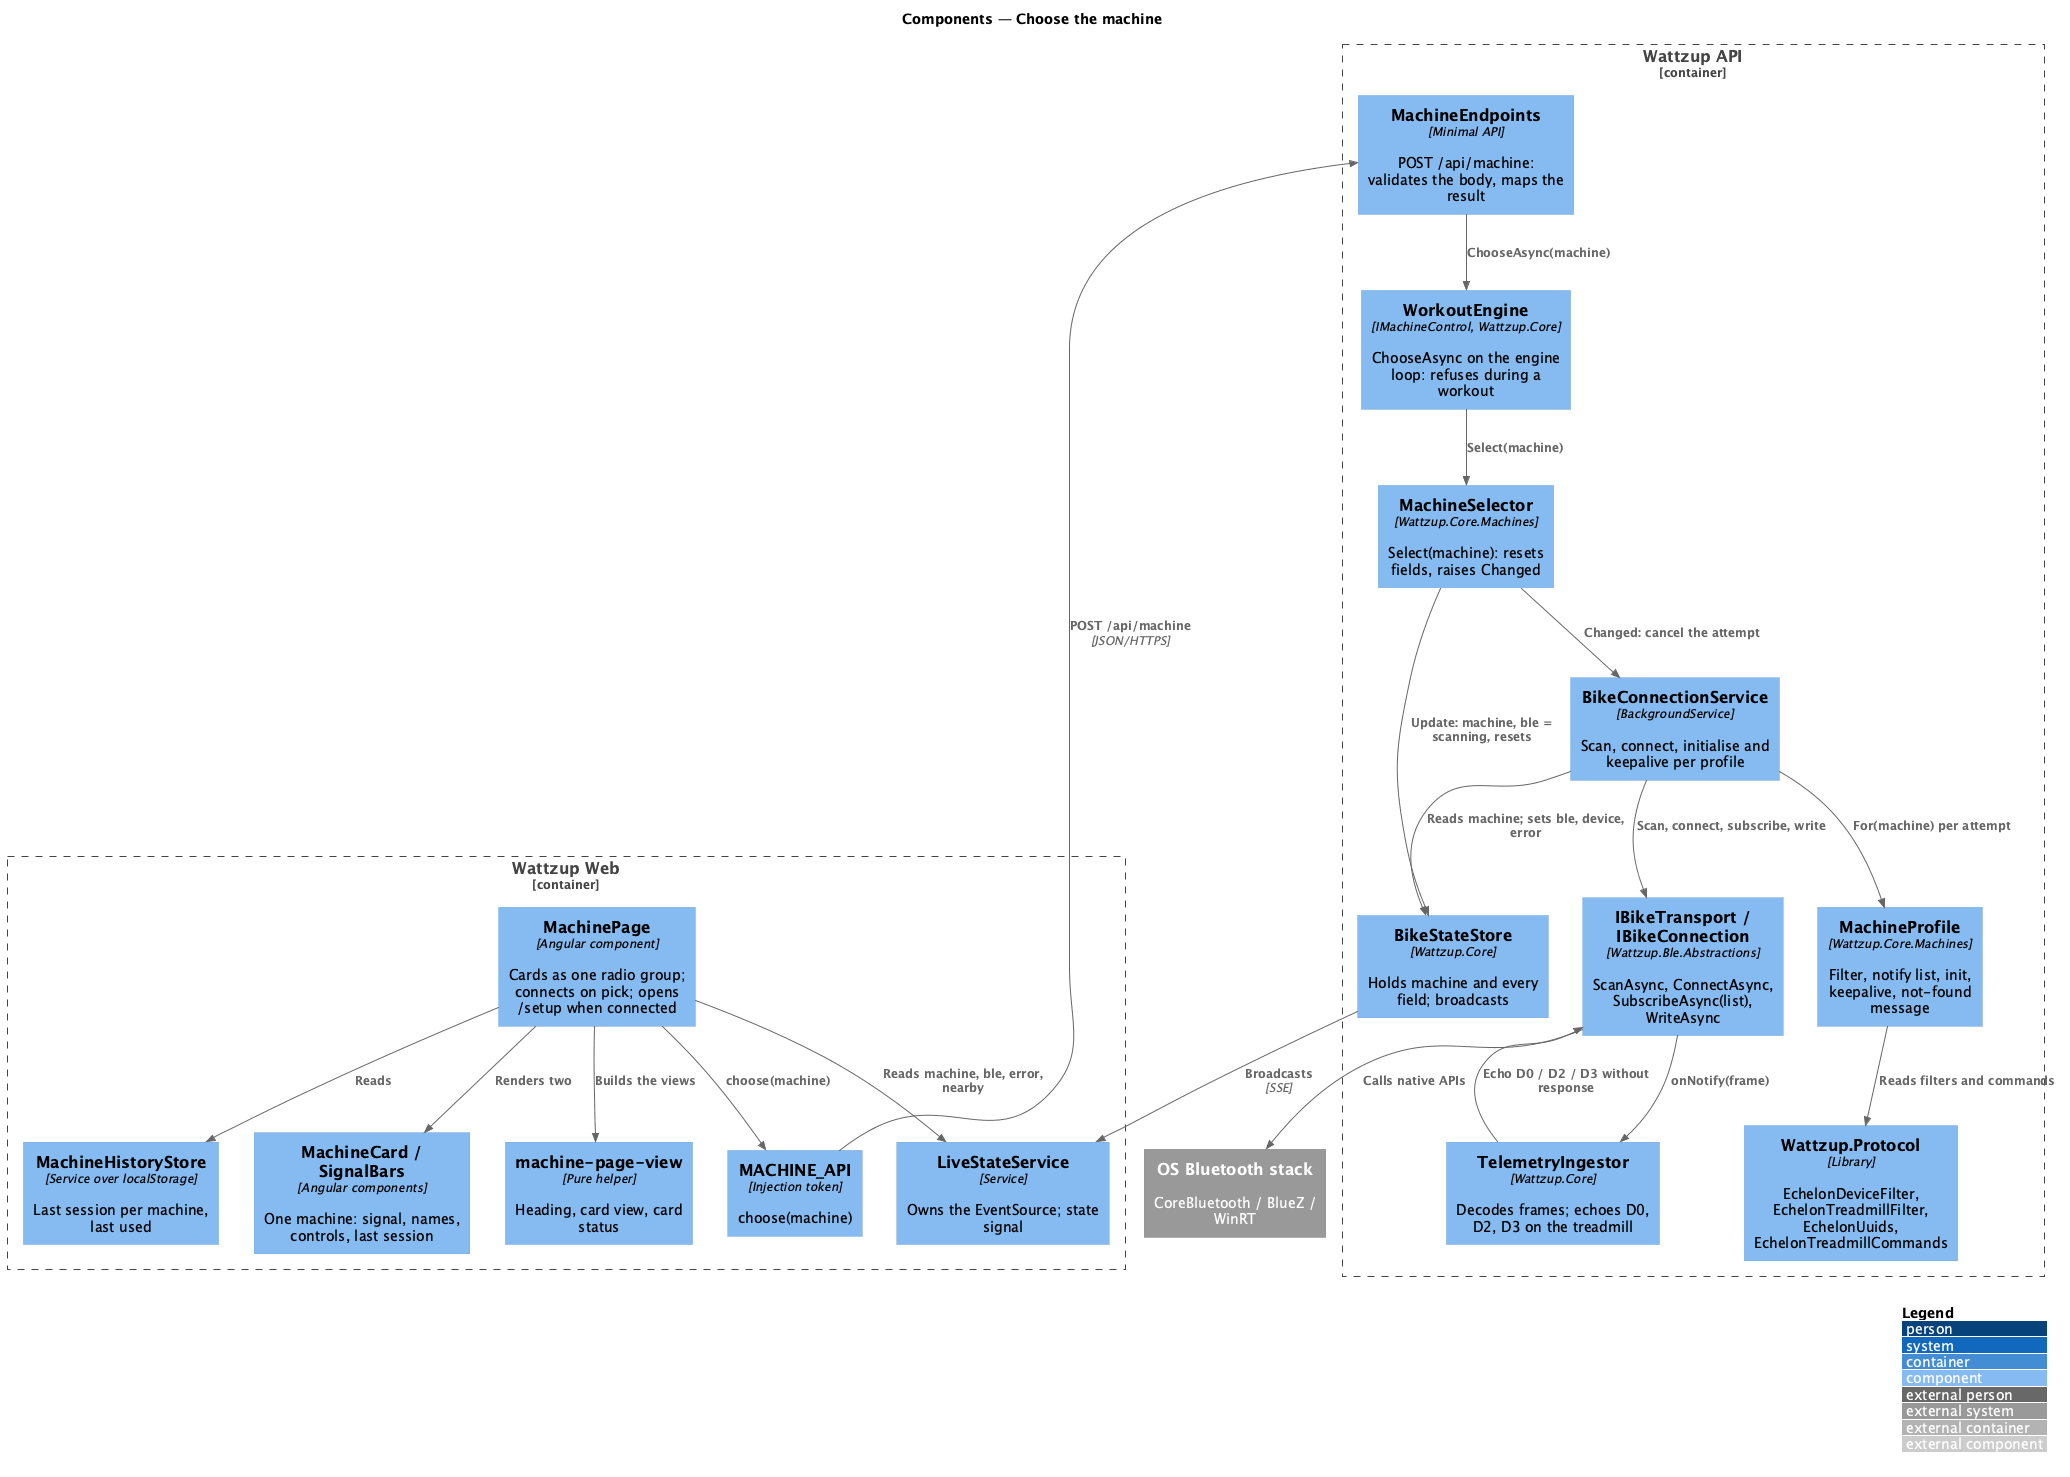 Components — Choose the machine
Wattzup API
[container]
MachineEndpoints
[Minimal API]
POST /api/machine:
validates the body, maps the
result
ChooseAsync(machine)
WorkoutEngine
[IMachineControl, Wattzup.Core]
ChooseAsync on the engine
loop: refuses during a
workout
Select(machine)
MachineSelector
[Wattzup.Core.Machines]
Select(machine): resets
fields, raises Changed
POST /api/machine
[JSON/HTTPS]
Changed: cancel the attempt
BikeConnectionService
[BackgroundService]
Scan, connect, initialise and
keepalive per profile
Update: machine, ble =
scanning, resets
Reads machine; sets ble, device,
error
Scan, connect, subscribe, write
For(machine) per attempt
Wattzup Web
[container]
MachinePage
[Angular component]
Cards as one radio group;
connects on pick; opens
/setup when connected
BikeStateStore
[Wattzup.Core]
Holds machine and every
field; broadcasts
IBikeTransport /
IBikeConnection
[Wattzup.Ble.Abstractions]
ScanAsync, ConnectAsync,
SubscribeAsync(list),
WriteAsync
MachineProfile
[Wattzup.Core.Machines]
Filter, notify list, init,
keepalive, not-found
message
Reads
Renders two
Builds the views
choose(machine)
Reads machine, ble, error,
nearby
Broadcasts
[SSE]
Calls native APIs
Echo D0 / D2 / D3 without
response
onNotify(frame)
Reads filters and commands
MachineHistoryStore
[Service over localStorage]
Last session per machine,
last used
MachineCard /
SignalBars
[Angular components]
One machine: signal, names,
controls, last session
machine-page-view
[Pure helper]
Heading, card view, card
status
MACHINE_API
[Injection token]
choose(machine)
LiveStateService
[Service]
Owns the EventSource; state
signal
OS Bluetooth stack
CoreBluetooth / BlueZ /
WinRT
TelemetryIngestor
[Wattzup.Core]
Decodes frames; echoes D0,
D2, D3 on the treadmill
Wattzup.Protocol
[Library]
EchelonDeviceFilter,
EchelonTreadmillFilter,
EchelonUuids,
EchelonTreadmillCommands
Legend
person
system
container
component
external person
external system
external container
external component